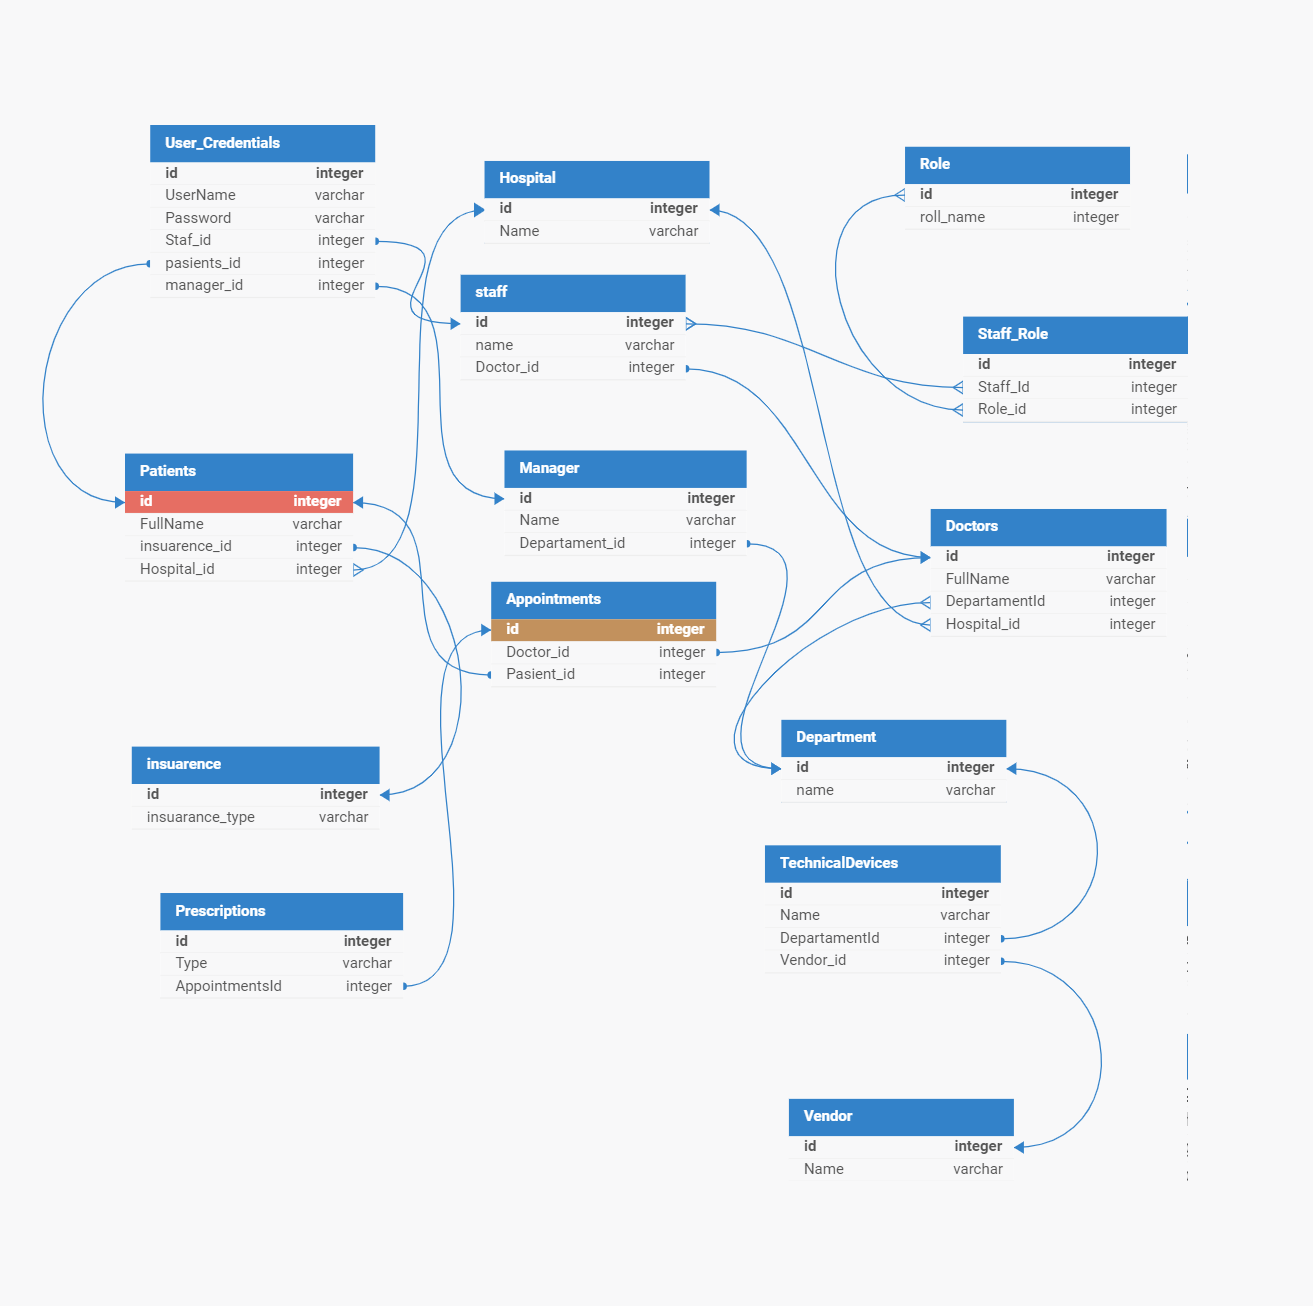 User_Credentials
id integer
UserName varchar
Password varchar
Staf_id integer
pasients_id integer
manager_id integer
Hospital
id integer
Name varchar
Role
id integer
roll_name integer
staff
id integer
name varchar
Doctor_id integer
Staff_Role
id integer
Staff_Id integer
Role_id integer
Patients
id integer
FullName varchar
insuarence_id integer
Hospital_id integer
Manager
id integer
Name varchar
Departament_id integer
Doctors
id integer
FullName varchar
DepartamentId integer
Hospital_id integer
Appointments
id integer
Doctor_id integer
Pasient_id integer
insuarence
id integer
insuarance_type varchar
Department
id integer
name varchar
TechnicalDevices
id integer
Name varchar
DepartamentId integer
Vendor_id integer
Prescriptions
id integer
Type varchar
AppointmentsId integer
Vendor
id integer
Name varchar